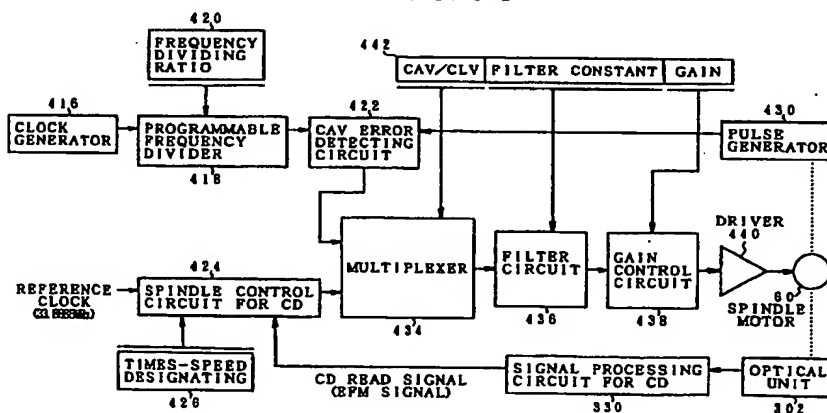 420
FREQUENCY
DIVIDING
RATIO
442
CAV/CLV FILTER CONSTANT GAIN
416
CLOCK
GENERATOR
PROGRAMMABLE
FREQUENCY
DIVIDER
418
422
CAV ERROR
DETECTING
CIRCUIT
430
PULSE
GENERATOR
DRIVER
440
MULTIPLEXER
434
FILTER
CIRCUIT
436
GAIN
CONTROL
CIRCUIT
438
60
SPINDLE
MOTOR
REFERENCE
CLOCK
424
SPINDLE CONTROL
CIRCUIT FOR CD
TIMES-SPEED
DESIGNATING
426
CD READ SIGNAL
(EFM SIGNAL)
SIGNAL PROCESSING
CIRCUIT FOR CD
330
OPTICAL
UNIT
302